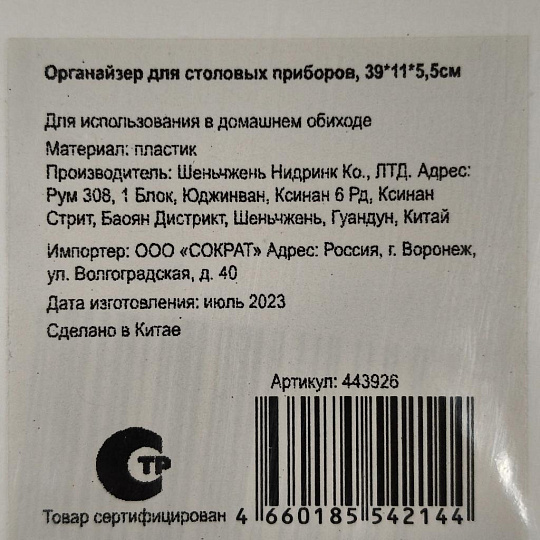 Органайзер для столовых приборов, 39*11*5,5см
Для использования в домашнем обиходе
Материал: пластик
Производитель: Шеньчжень Нидринк Ко., ЛТД. Адрес:
Рум 308, 1 Блок, Юджинван, Ксинан 6 Рд, Ксинан
Стрит, Баоян Дистрикт, Шеньчжень, Гуандун, Китай
Импортер: ООО «СОКРАТ» Адрес: Россия, г. Воронеж,
ул. Волгоградская, д. 40
Дата изготовления: июль 2023
Сделано в Китае
Артикул: 443926
СТР
Товар сертифицирован
4 660185 542144